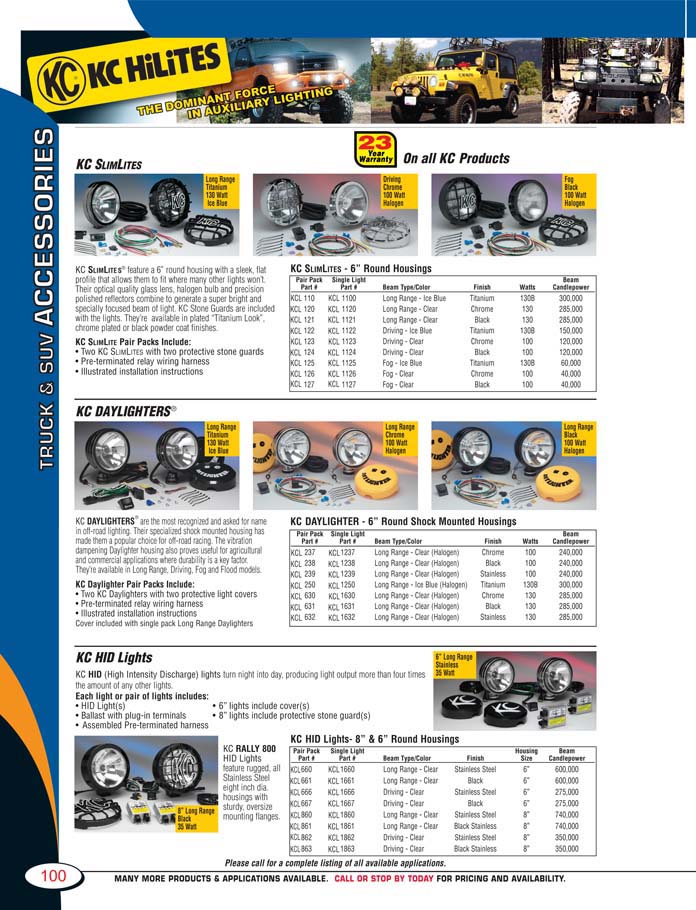 KC KC HiLiTES
THE DOMINANT FORCE
IN AUXILIARY LIGHTING
TRUCK & SUV ACCESSORIES
23
Year
Warranty
On all KC Products
KC SLIMLITES
Long Range
Titanium
130 Watt
Ice Blue
Driving
Chrome
100 Watt
Halogen
Fog
Black
100 Watt
Halogen
KC SLIMLITES® feature a 6" round housing with a sleek, flat
profile that allows them to fit where many other lights won't.
Their optical quality glass lens, halogen bulb and precision
polished reflectors combine to generate a super bright and
specially focused beam of light. KC Stone Guards are included
with the lights. They're available in plated "Titanium Look",
chrome plated or black powder coat finishes.
KC SLIMLITE Pair Packs Include:
• Two KC SLIMLITES with two protective stone guards
• Pre-terminated relay wiring harness
• Illustrated installation instructions
KC SLIMLITES - 6" Round Housings
Pair Pack Single Light Beam
Part # Part # Beam Type/Color Finish Watts Candlepower
KCL 110 KCL 1100 Long Range - Ice Blue Titanium 130B 300,000
KCL 120 KCL 1120 Long Range - Clear Chrome 130 285,000
KCL 121 KCL 1121 Long Range - Clear Black 130 285,000
KCL 122 KCL 1122 Driving - Ice Blue Titanium 130B 150,000
KCL 123 KCL 1123 Driving - Clear Chrome 100 120,000
KCL 124 KCL 1124 Driving - Clear Black 100 120,000
KCL 125 KCL 1125 Fog - Ice Blue Titanium 130B 60,000
KCL 126 KCL 1126 Fog - Clear Chrome 100 40,000
KCL 127 KCL 1127 Fog - Clear Black 100 40,000
KC DAYLIGHTERS®
Long Range
Titanium
130 Watt
Ice Blue
Long Range
Chrome
100 Watt
Halogen
Long Range
Black
100 Watt
Halogen
KC DAYLIGHTERS® are the most recognized and asked for name
in off-road lighting. Their specialized shock mounted housing has
made them a popular choice for off-road racing. The vibration
dampening Daylighter housing also proves useful for agricultural
and commercial applications where durability is a key factor.
They're available in Long Range, Driving, Fog and Flood models.
KC Daylighter Pair Packs Include:
• Two KC Daylighters with two protective light covers
• Pre-terminated relay wiring harness
• Illustrated installation instructions
Cover included with single pack Long Range Daylighters
KC DAYLIGHTER - 6" Round Shock Mounted Housings
Pair Pack Single Light Beam
Part # Part # Beam Type/Color Finish Watts Candlepower
KCL 237 KCL 1237 Long Range - Clear (Halogen) Chrome 100 240,000
KCL 238 KCL 1238 Long Range - Clear (Halogen) Black 100 240,000
KCL 239 KCL 1239 Long Range - Clear (Halogen) Stainless 100 240,000
KCL 250 KCL 1250 Long Range - Ice Blue (Halogen) Titanium 130B 300,000
KCL 630 KCL 1630 Long Range - Clear (Halogen) Chrome 130 285,000
KCL 631 KCL 1631 Long Range - Clear (Halogen) Black 130 285,000
KCL 632 KCL 1632 Long Range - Clear (Halogen) Stainless 130 285,000
KC HID Lights
KC HID (High Intensity Discharge) lights turn night into day, producing light output more than four times
the amount of any other lights.
Each light or pair of lights includes:
• HID Light(s) • 6" lights include cover(s)
• Ballast with plug-in terminals • 8" lights include protective stone guard(s)
• Assembled Pre-terminated harness
6" Long Range
Stainless
35 Watt
8" Long Range
Black
35 Watt
KC RALLY 800
HID Lights
feature rugged, all
Stainless Steel
eight inch dia.
housings with
sturdy, oversize
mounting flanges.
KC HID Lights- 8" & 6" Round Housings
Pair Pack Single Light Housing Beam
Part # Part # Beam Type/Color Finish Size Candlepower
KCL 660 KCL 1660 Long Range - Clear Stainless Steel 6" 600,000
KCL 661 KCL 1661 Long Range - Clear Black 6" 600,000
KCL 666 KCL 1666 Driving - Clear Stainless Steel 6" 275,000
KCL 667 KCL 1667 Driving - Clear Black 6" 275,000
KCL 860 KCL 1860 Long Range - Clear Stainless Steel 8" 740,000
KCL 861 KCL 1861 Long Range - Clear Black Stainless 8" 740,000
KCL 862 KCL 1862 Driving - Clear Stainless Steel 8" 350,000
KCL 863 KCL 1863 Driving - Clear Black Stainless 8" 350,000
Please call for a complete listing of all available applications.
100
MANY MORE PRODUCTS & APPLICATIONS AVAILABLE. CALL OR STOP BY TODAY FOR PRICING AND AVAILABILITY.